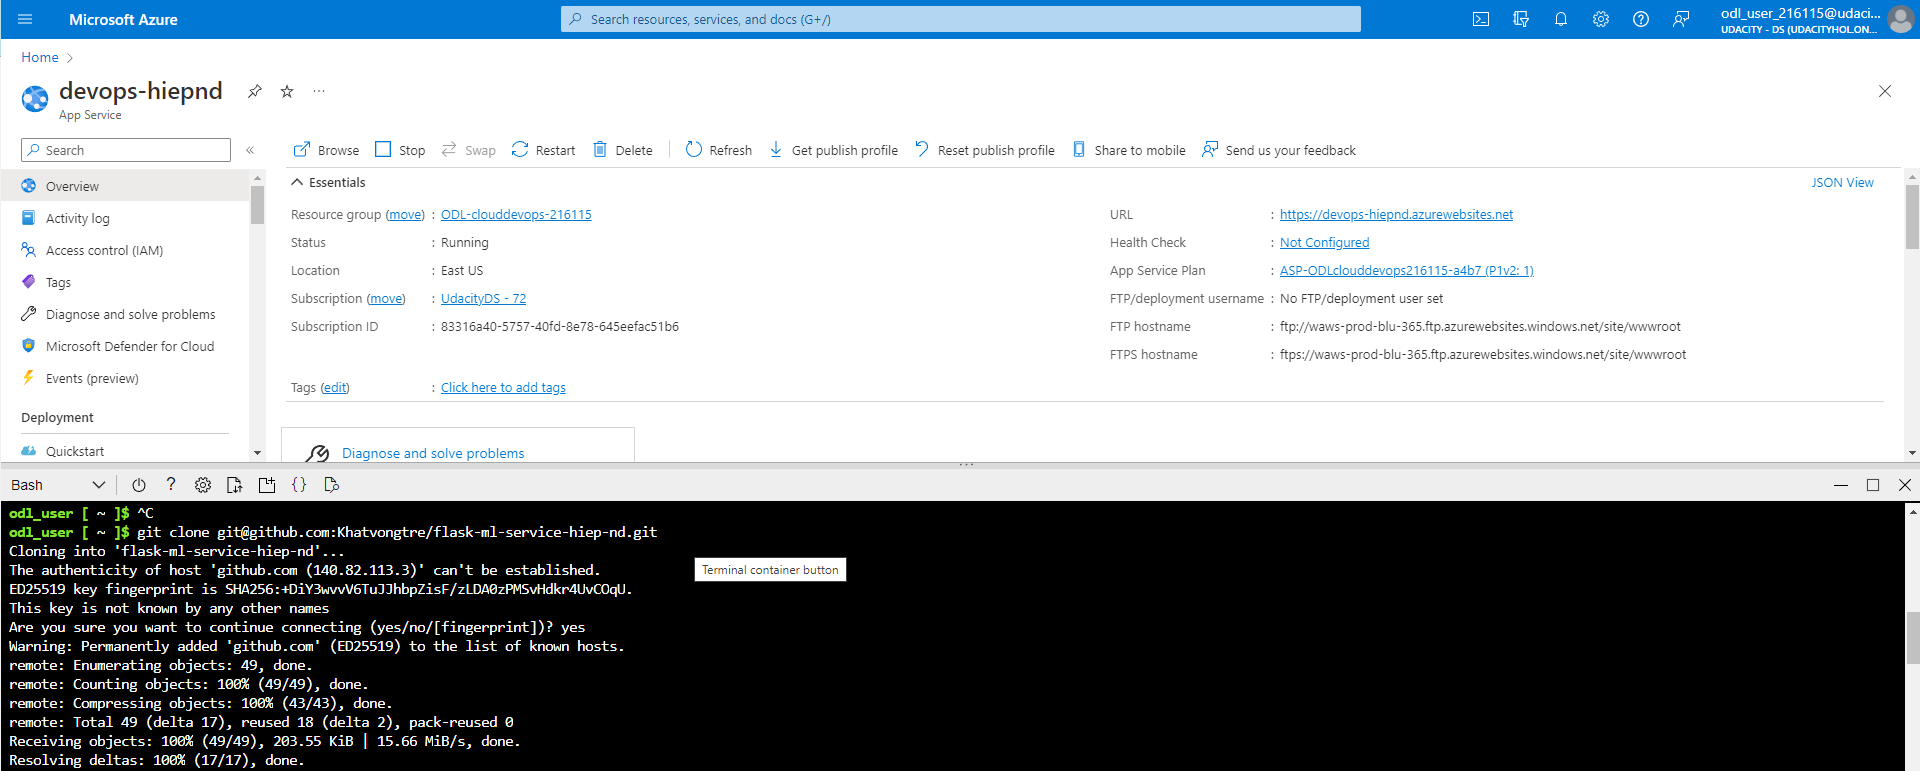 Microsoft Azure
Search resources, services, and docs (G+/)
odl_user_216115@udaci...
UDACITY - DS (UDACITYHOL.ON...
Home
devops-hiepnd
App Service
Search
Browse Stop Swap Restart Delete Refresh Get publish profile Reset publish profile Share to mobile Send us your feedback
Overview
Activity log
Access control (IAM)
Tags
Diagnose and solve problems
Microsoft Defender for Cloud
Events (preview)
Deployment
Quickstart
Essentials
JSON View
Resource group (move) : ODL-clouddevops-216115
Status : Running
Location : East US
Subscription (move) : UdacityDS - 72
Subscription ID : 83316a40-5757-40fd-8e78-645eefac51b6
URL : https://devops-hiepnd.azurewebsites.net
Health Check : Not Configured
App Service Plan : ASP-ODLclouddevops216115-a4b7 (P1v2: 1)
FTP/deployment username : No FTP/deployment user set
FTP hostname : ftp://waws-prod-blu-365.ftp.azurewebsites.windows.net/site/wwwroot
FTPS hostname : ftps://waws-prod-blu-365.ftp.azurewebsites.windows.net/site/wwwroot
Tags (edit) : Click here to add tags
Diagnose and solve problems
Bash
odl_user [ ~ ]$ ^C
odl_user [ ~ ]$ git clone git@github.com:Khatvongtre/flask-ml-service-hiep-nd.git
Cloning into 'flask-ml-service-hiep-nd'...
The authenticity of host 'github.com (140.82.113.3)' can't be established.
Terminal container button
ED25519 key fingerprint is SHA256:+DiY3wvvV6TuJJhbpZisF/zLDA0zPMSvHdkr4UvCOqU.
This key is not known by any other names
Are you sure you want to continue connecting (yes/no/[fingerprint])? yes
Warning: Permanently added 'github.com' (ED25519) to the list of known hosts.
remote: Enumerating objects: 49, done.
remote: Counting objects: 100% (49/49), done.
remote: Compressing objects: 100% (43/43), done.
remote: Total 49 (delta 17), reused 18 (delta 2), pack-reused 0
Receiving objects: 100% (49/49), 203.55 KiB | 15.66 MiB/s, done.
Resolving deltas: 100% (17/17), done.